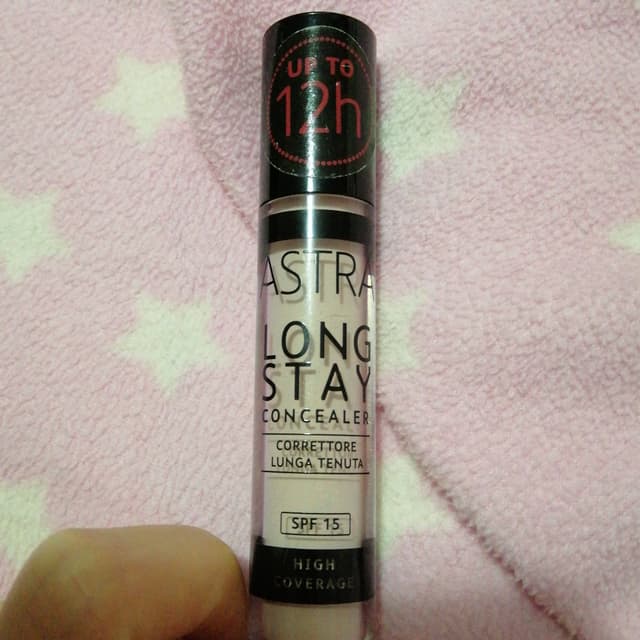 UP TO
12h
ASTRA
LONG
STAY
CONCEALER
CORRETTORE
LUNGA TENUTA
SPF 15
HIGH
COVERAGE